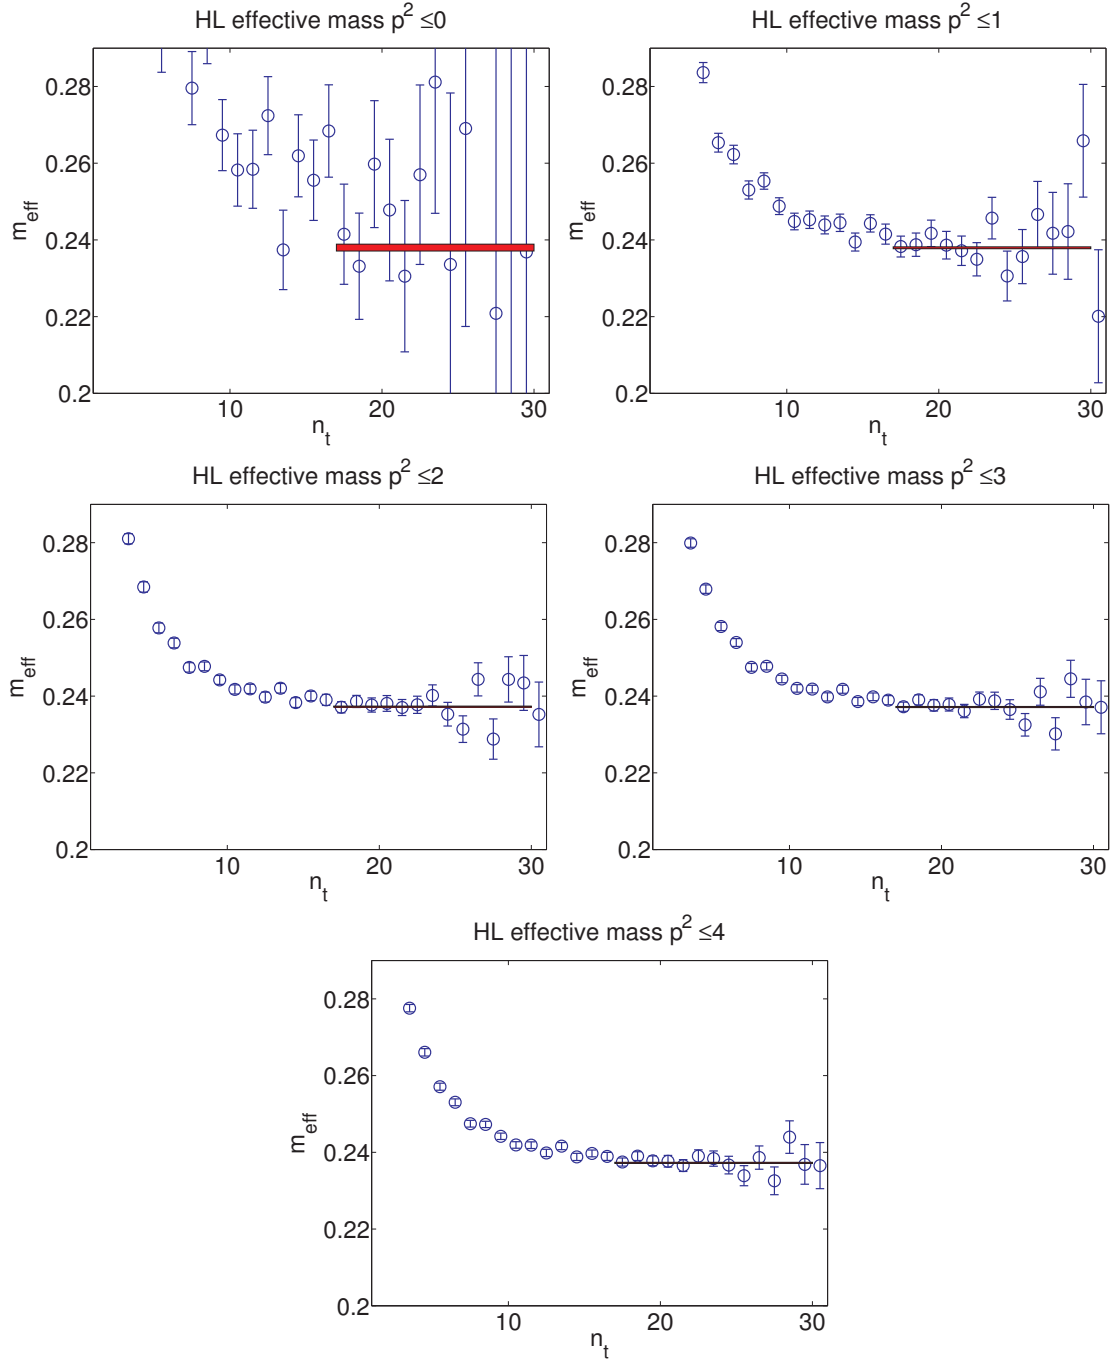 HL effective mass p² ≤0
HL effective mass p² ≤1
0.28
0.26
0.24
0.22
0.2
m_eff
10
20
30
n_t
0.28
0.26
0.24
0.22
0.2
m_eff
10
20
30
n_t
HL effective mass p² ≤2
HL effective mass p² ≤3
0.28
0.26
0.24
0.22
0.2
m_eff
10
20
30
n_t
0.28
0.26
0.24
0.22
0.2
m_eff
10
20
30
n_t
HL effective mass p² ≤4
0.28
0.26
0.24
0.22
0.2
m_eff
10
20
30
n_t